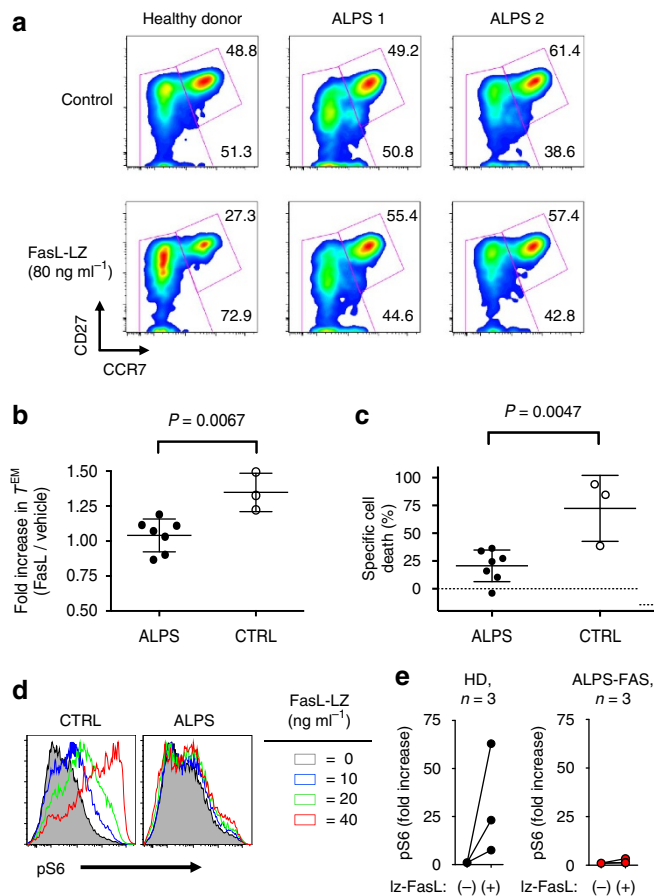 a
Healthy donor ALPS 1 ALPS 2
Control
48.8 49.2 61.4
51.3 50.8 38.6
FasL-LZ
(80 ng ml⁻¹)
27.3 55.4 57.4
72.9 44.6 42.8
CD27
CCR7
b
P = 0.0067
Fold increase in T^EM
(FasL / vehicle)
1.50
1.25
1.00
0.75
0.50
ALPS CTRL
c
P = 0.0047
Specific cell
death (%)
100
75
50
25
0
ALPS CTRL
d
CTRL ALPS
pS6
FasL-LZ
(ng ml⁻¹)
= 0
= 10
= 20
= 40
e
HD,
n = 3
pS6 (fold increase)
75
50
25
0
lz-FasL: (−) (+)
ALPS-FAS,
n = 3
pS6 (fold increase)
75
50
25
0
lz-FasL: (−) (+)